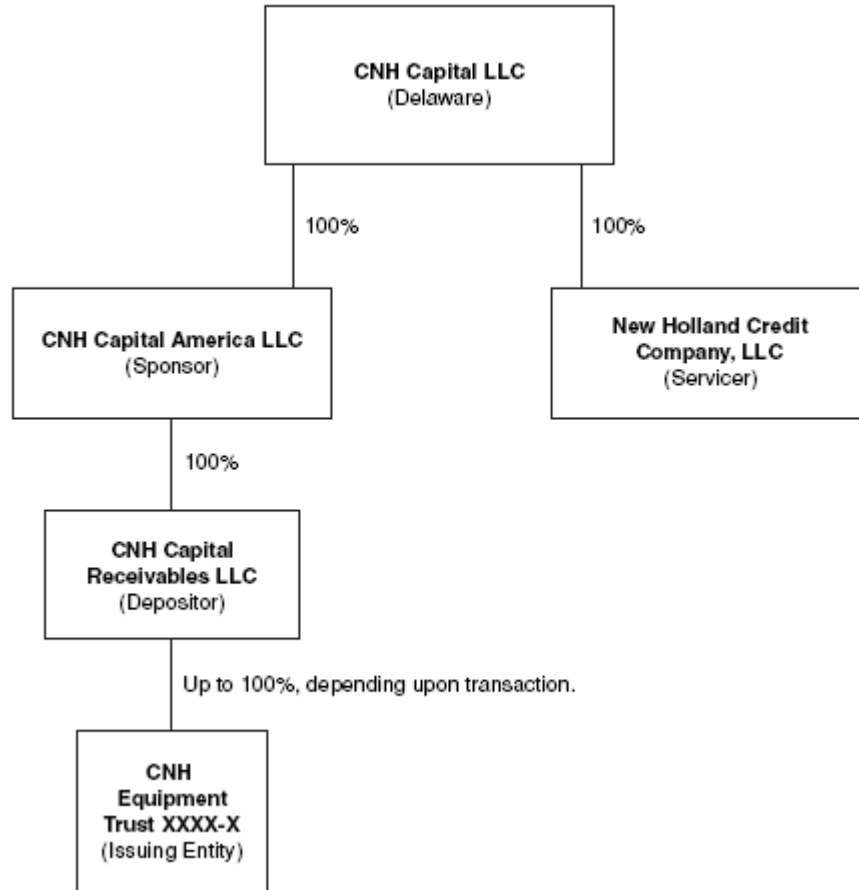 CNH Capital LLC
(Delaware)
100%
100%
CNH Capital America LLC
(Sponsor)
New Holland Credit
Company, LLC
(Servicer)
100%
CNH Capital
Receivables LLC
(Depositor)
Up to 100%, depending upon transaction.
CNH
Equipment
Trust XXXX-X
(Issuing Entity)